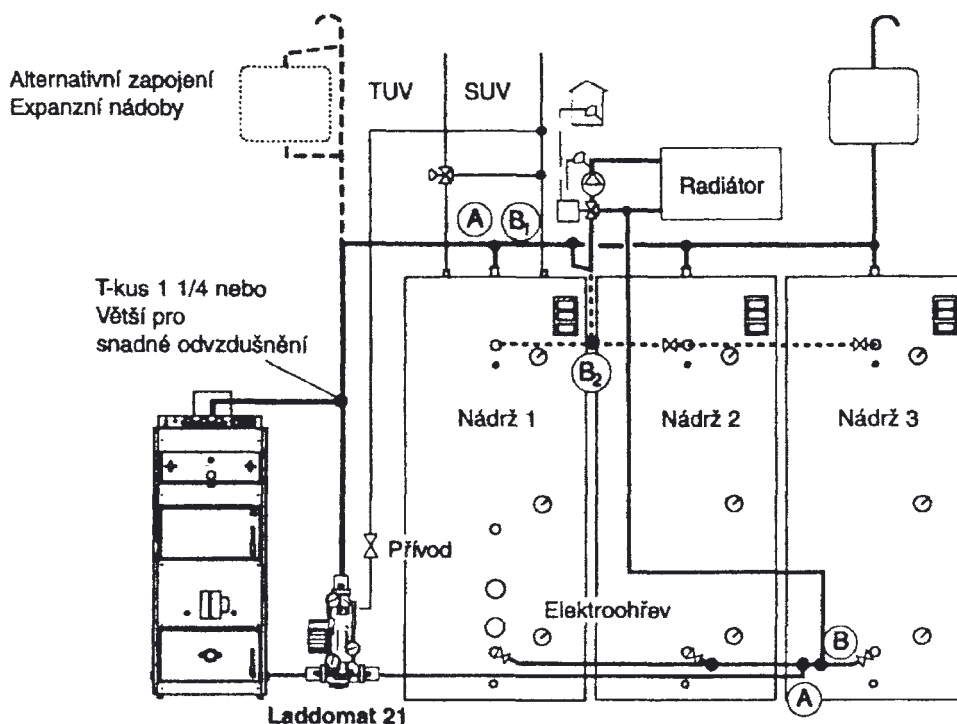 Alternativní zapojení
Expanzní nádoby
TUV
SUV
Radiátor
A
B1
T-kus 1 1/4 nebo
Větší pro
snadné odvzdušnění
B2
Nádrž 1
Nádrž 2
Nádrž 3
Přívod
Elektroohřev
B
A
Laddomat 21